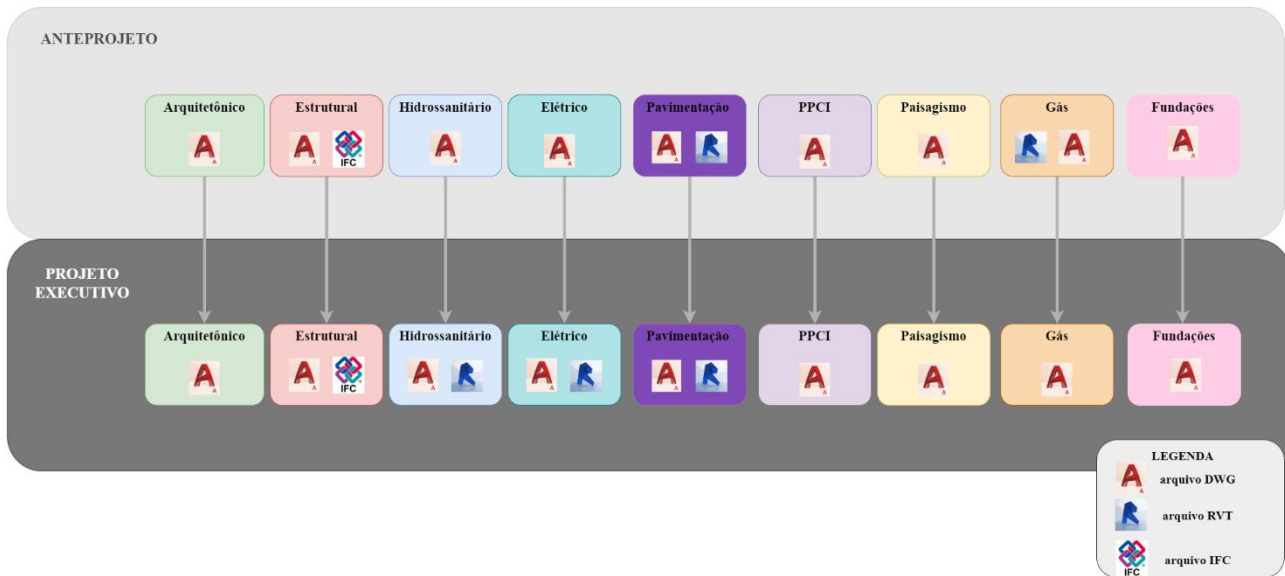 ANTEPROJETO
Arquitetônico Estrutural Hidrossanitário Elétrico Pavimentação PPCI Paisagismo Gás Fundações
IFC
PROJETO
EXECUTIVO
Arquitetônico Estrutural Hidrossanitário Elétrico Pavimentação PPCI Paisagismo Gás Fundações
IFC
LEGENDA
arquivo DWG
arquivo RVT
arquivo IFC
IFC